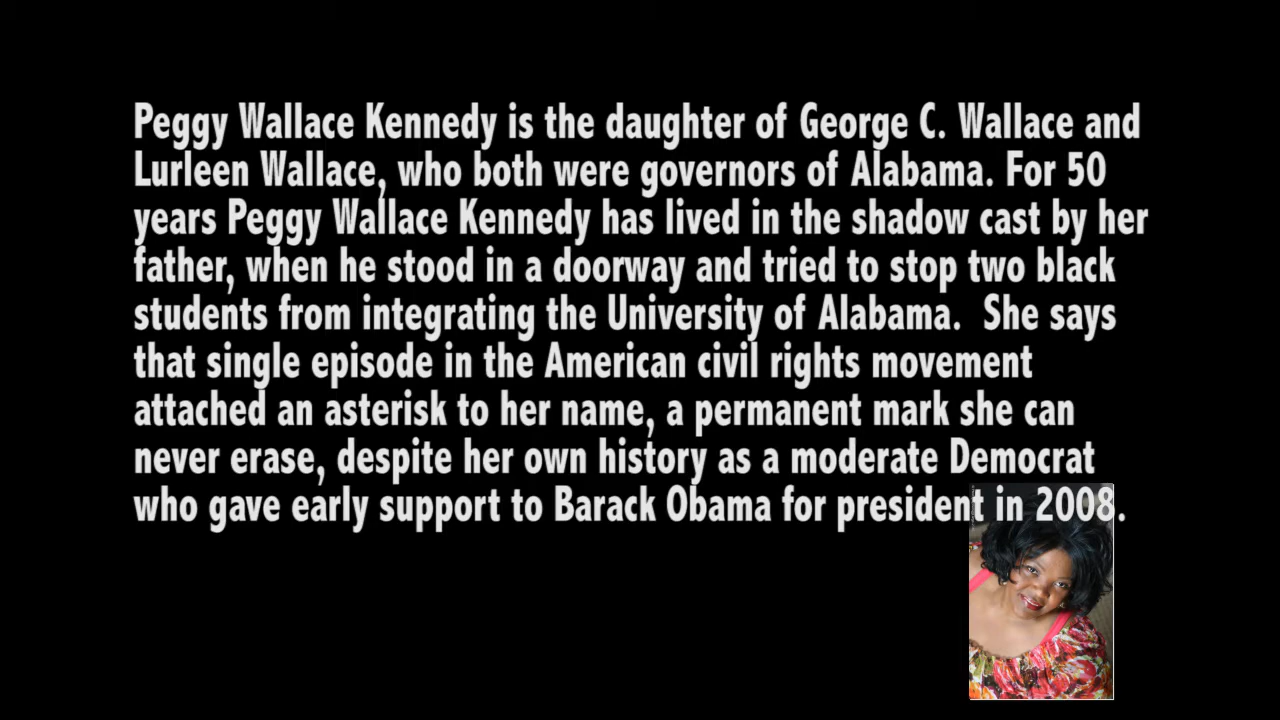 Peggy Wallace Kennedy is the daughter of George C. Wallace and
Lurleen Wallace, who both were governors of Alabama. For 50
years Peggy Wallace Kennedy has lived in the shadow cast by her
father, when he stood in a doorway and tried to stop two black
students from integrating the University of Alabama.  She says
that single episode in the American civil rights movement
attached an asterisk to her name, a permanent mark she can
never erase, despite her own history as a moderate Democrat
who gave early support to Barack Obama for president in 2008.